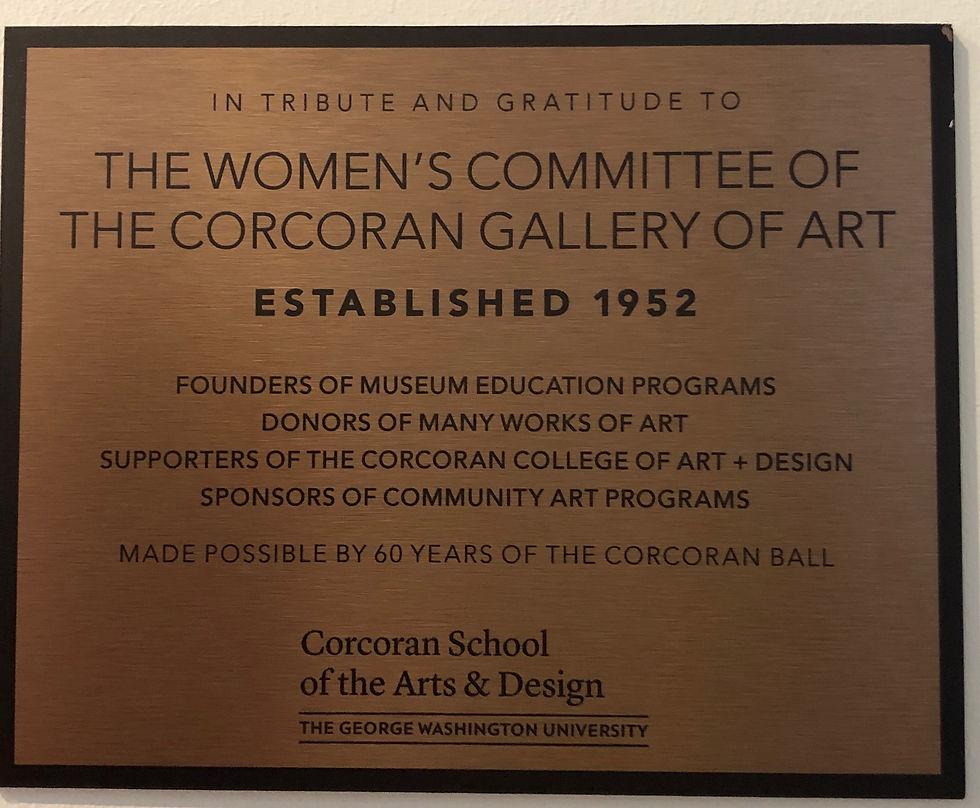 IN TRIBUTE AND GRATITUDE TO
THE WOMEN'S COMMITTEE OF
THE CORCORAN GALLERY OF ART
ESTABLISHED 1952
FOUNDERS OF MUSEUM EDUCATION PROGRAMS
DONORS OF MANY WORKS OF ART
SUPPORTERS OF THE CORCORAN COLLEGE OF ART + DESIGN
SPONSORS OF COMMUNITY ART PROGRAMS
MADE POSSIBLE BY 60 YEARS OF THE CORCORAN BALL
Corcoran School
of the Arts & Design
THE GEORGE WASHINGTON UNIVERSITY